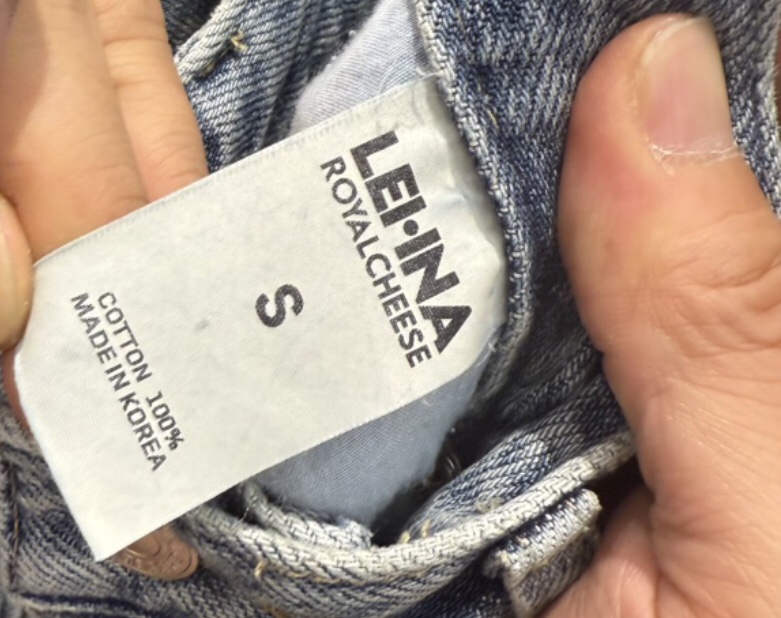 LEI•INA
ROYALCHEESE
S
COTTON 100%
MADE IN KOREA